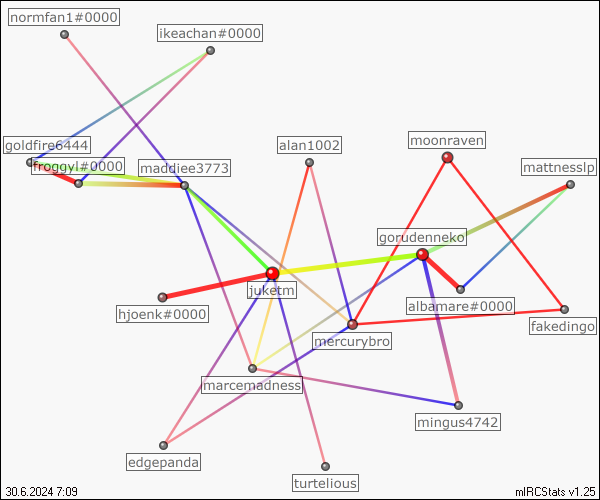 normfan1#0000
ikeachan#0000
goldfire6444
froggyl#0000
maddiee3773
alan1002
moonraven
mattnesslp
gorudenneko
juketm
albamare#0000
hjoenk#0000
mercurybro
fakedingo
marcemadness
mingus4742
edgepanda
turtelious
30.6.2024 7:09
mIRCStats v1.25